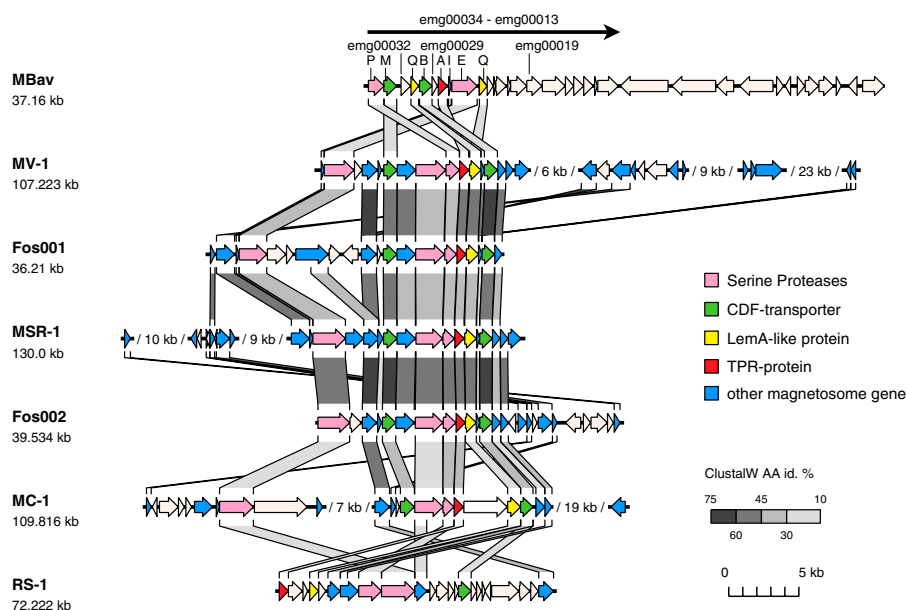 emg00034 - emg00013
emg00032 emg00029 emg00019
P M Q B A I E Q
MBav
37.16 kb
MV-1
107.223 kb
/ 6 kb / / 9 kb / / 23 kb /
Fos001
36.21 kb
Serine Proteases
CDF-transporter
LemA-like protein
TPR-protein
other magnetosome gene
MSR-1
130.0 kb
/ 10 kb / / 9 kb /
Fos002
39.534 kb
ClustalW AA id. %
75 45 10
60 30
MC-1
109.816 kb
/ 7 kb / / 19 kb /
RS-1
72.222 kb
0 5 kb